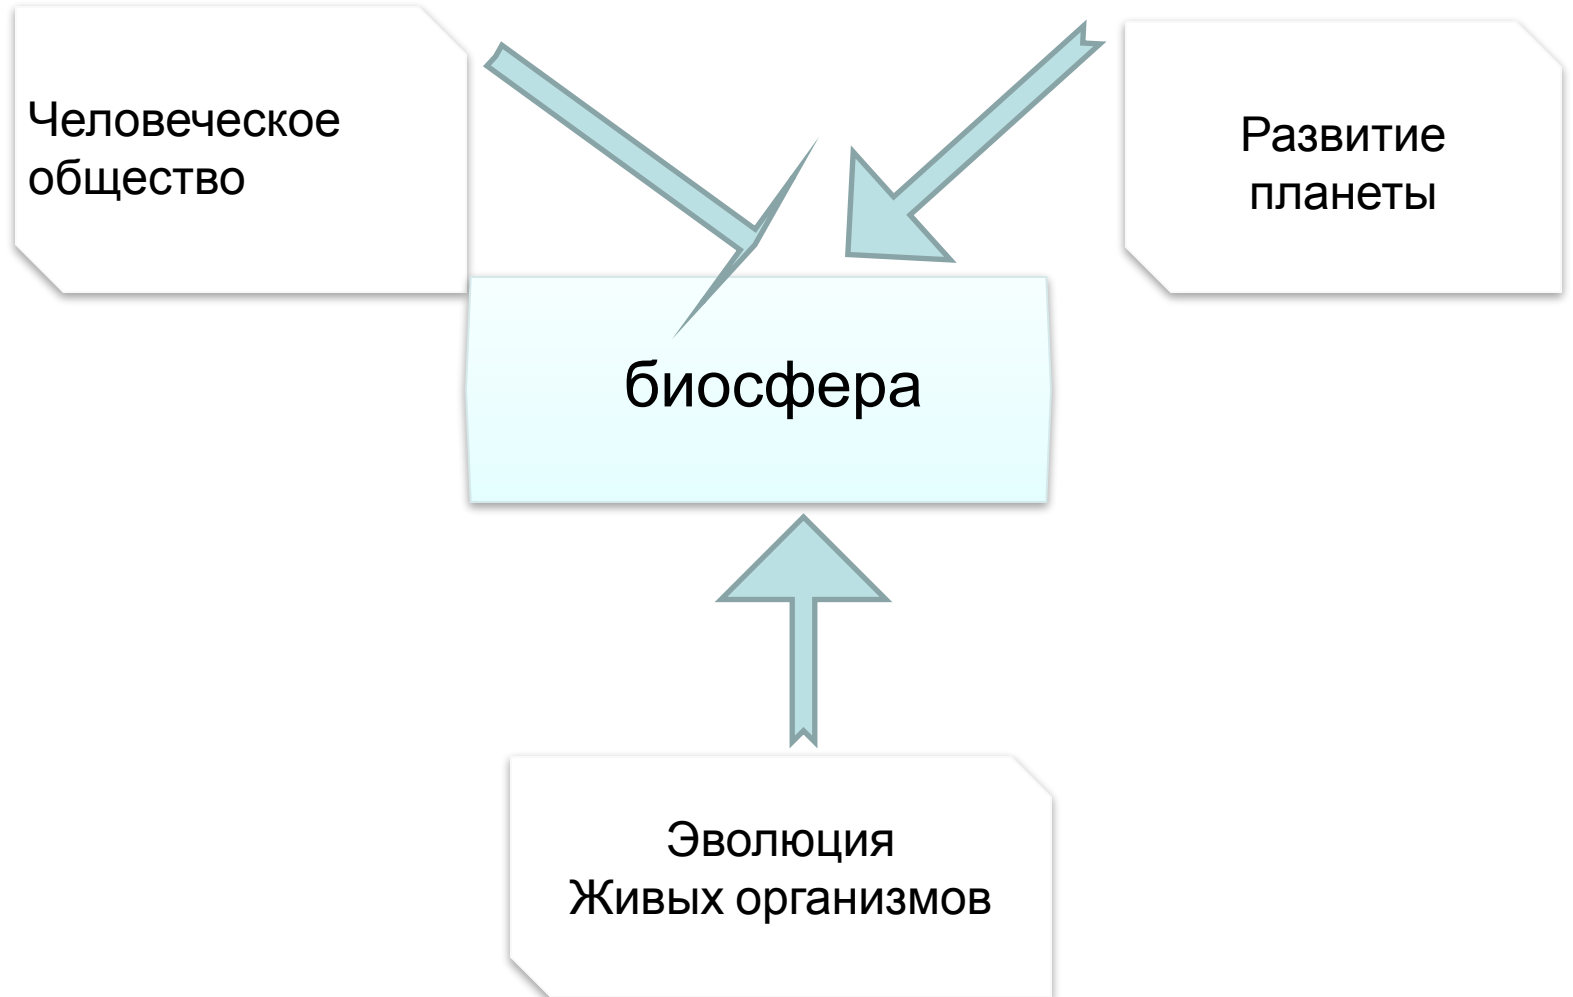 Человеческое
общество
Развитие
планеты
биосфера
Эволюция
Живых организмов